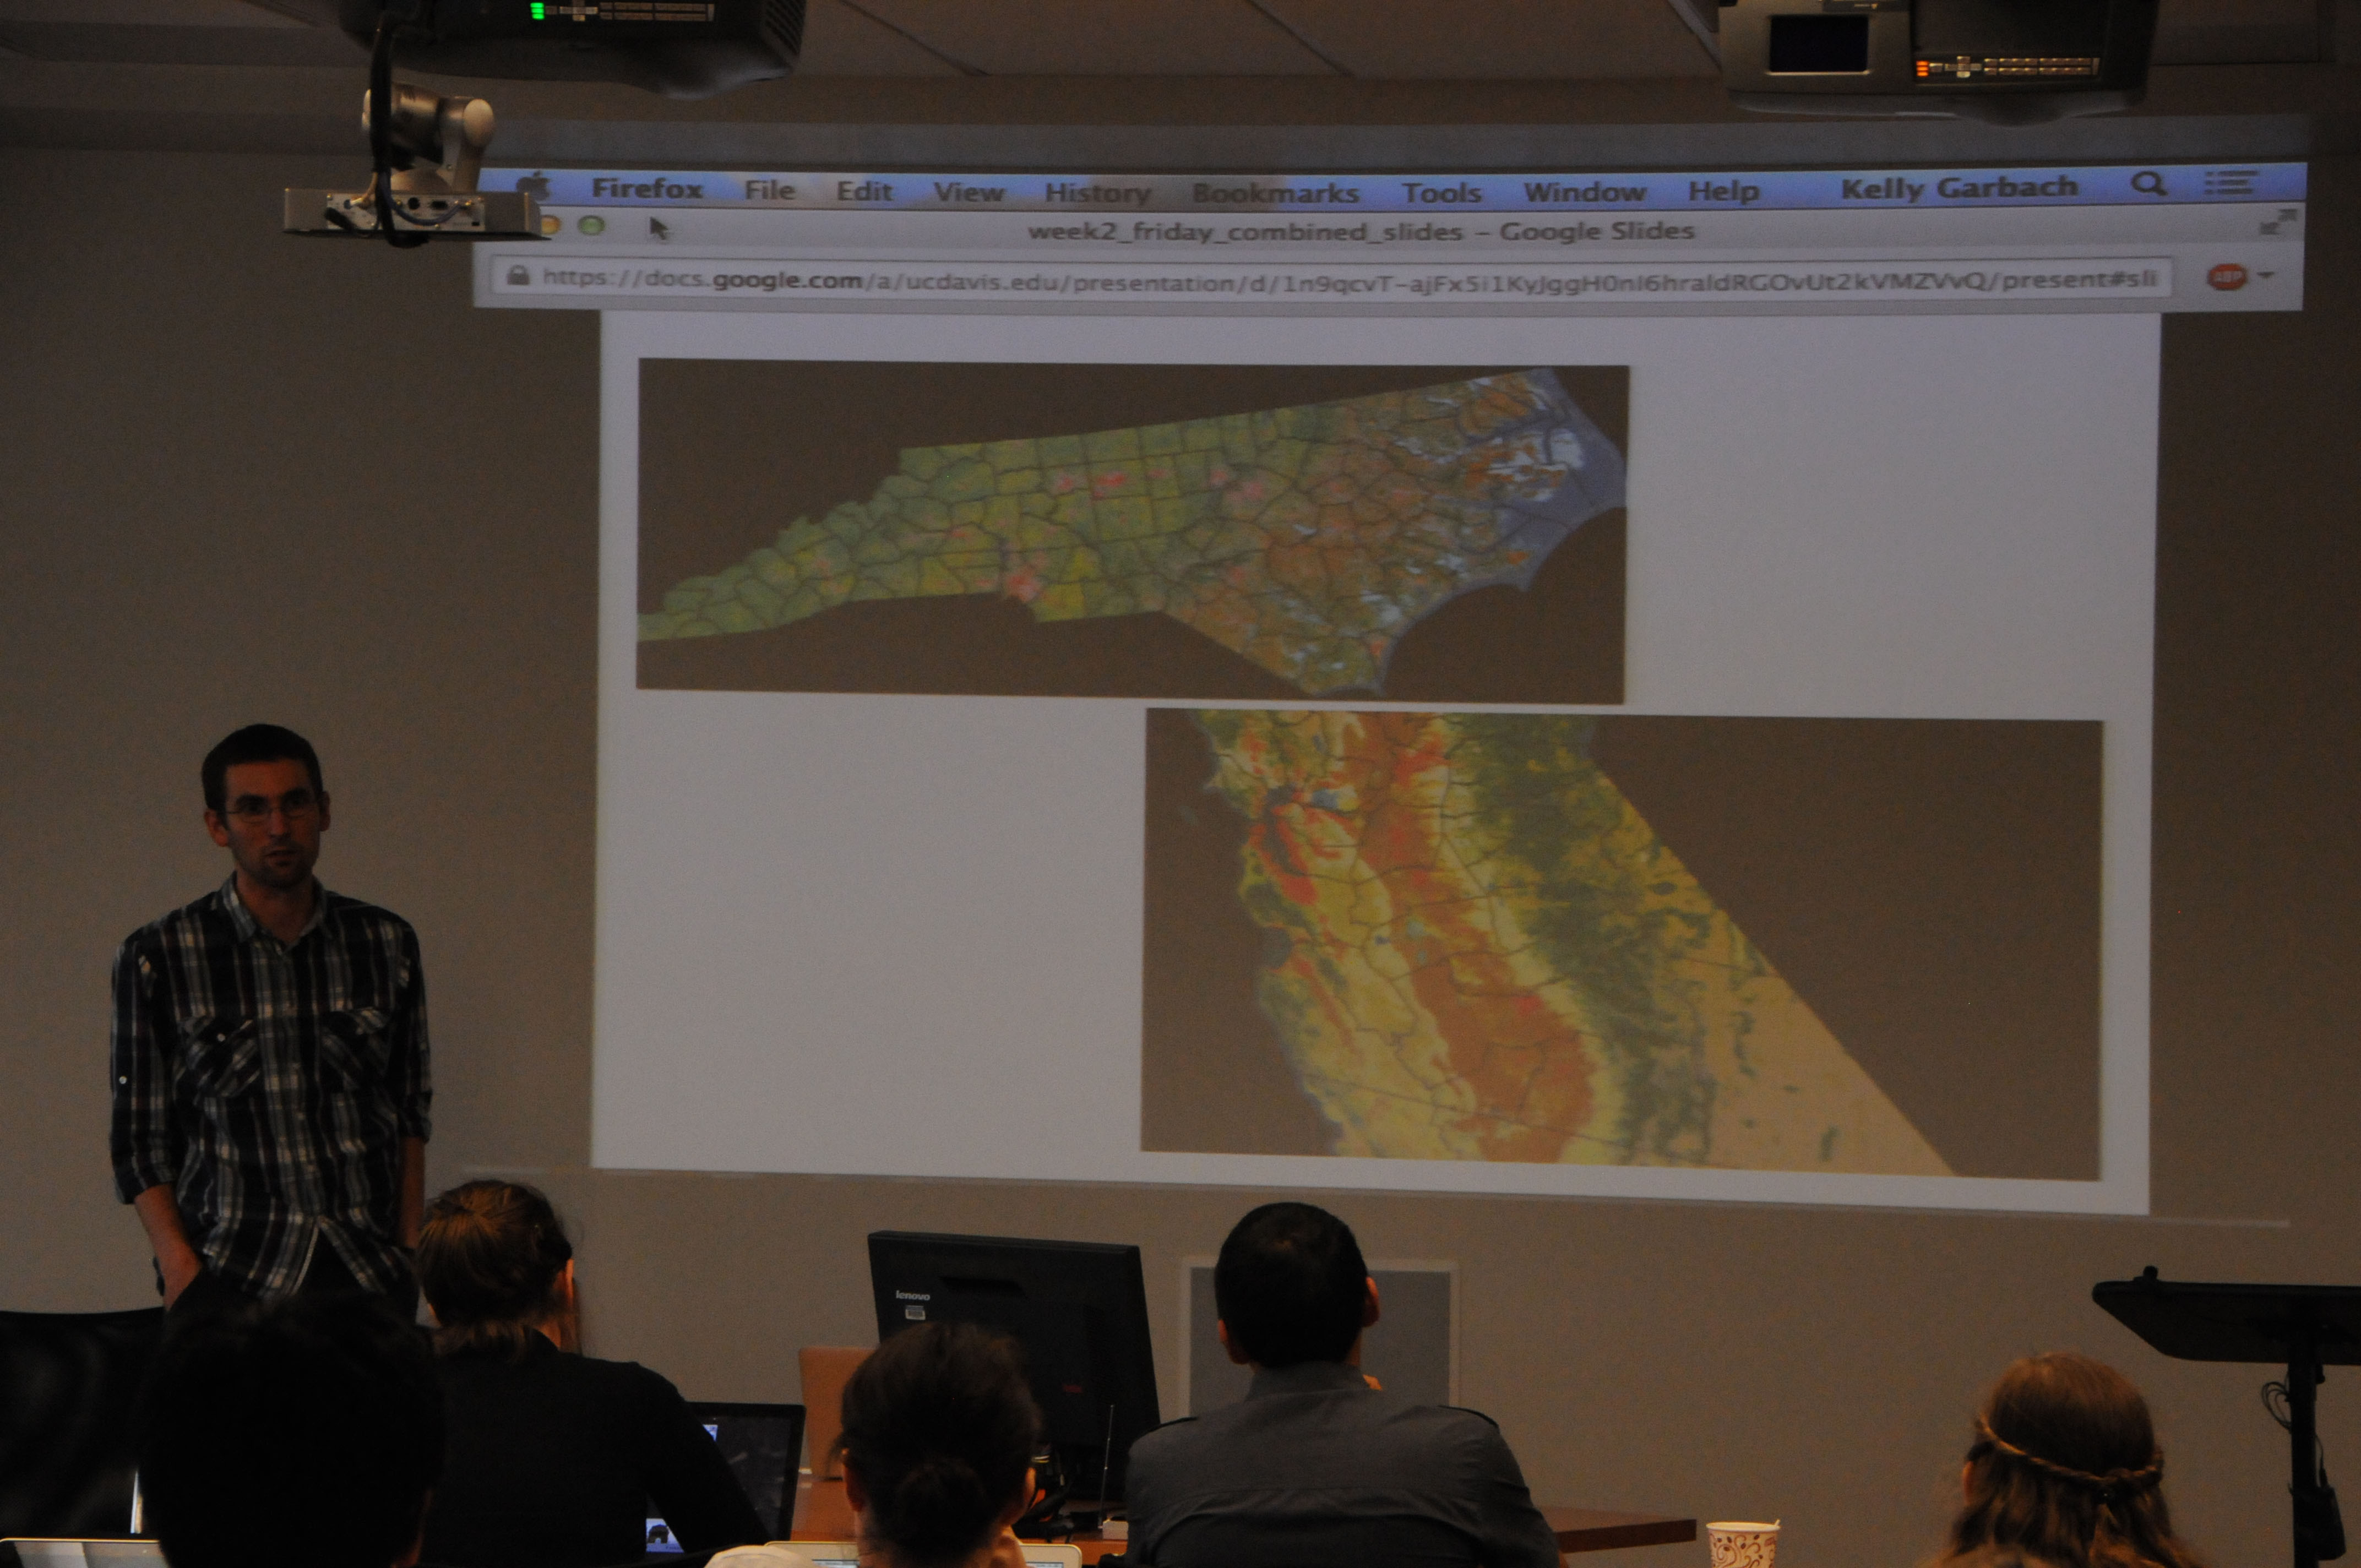 Firefox File Edit View History Bookmarks Tools Window Help Kelly Garbach
week2_friday_combined_slides – Google Slides
https://docs.google.com/a/ucdavis.edu/presentation/d/1n9qcvT-ajFx5i1KyJggH0nI6hraldRGOvUt2kVMZVvQ/present#sli
ABP
lenovo